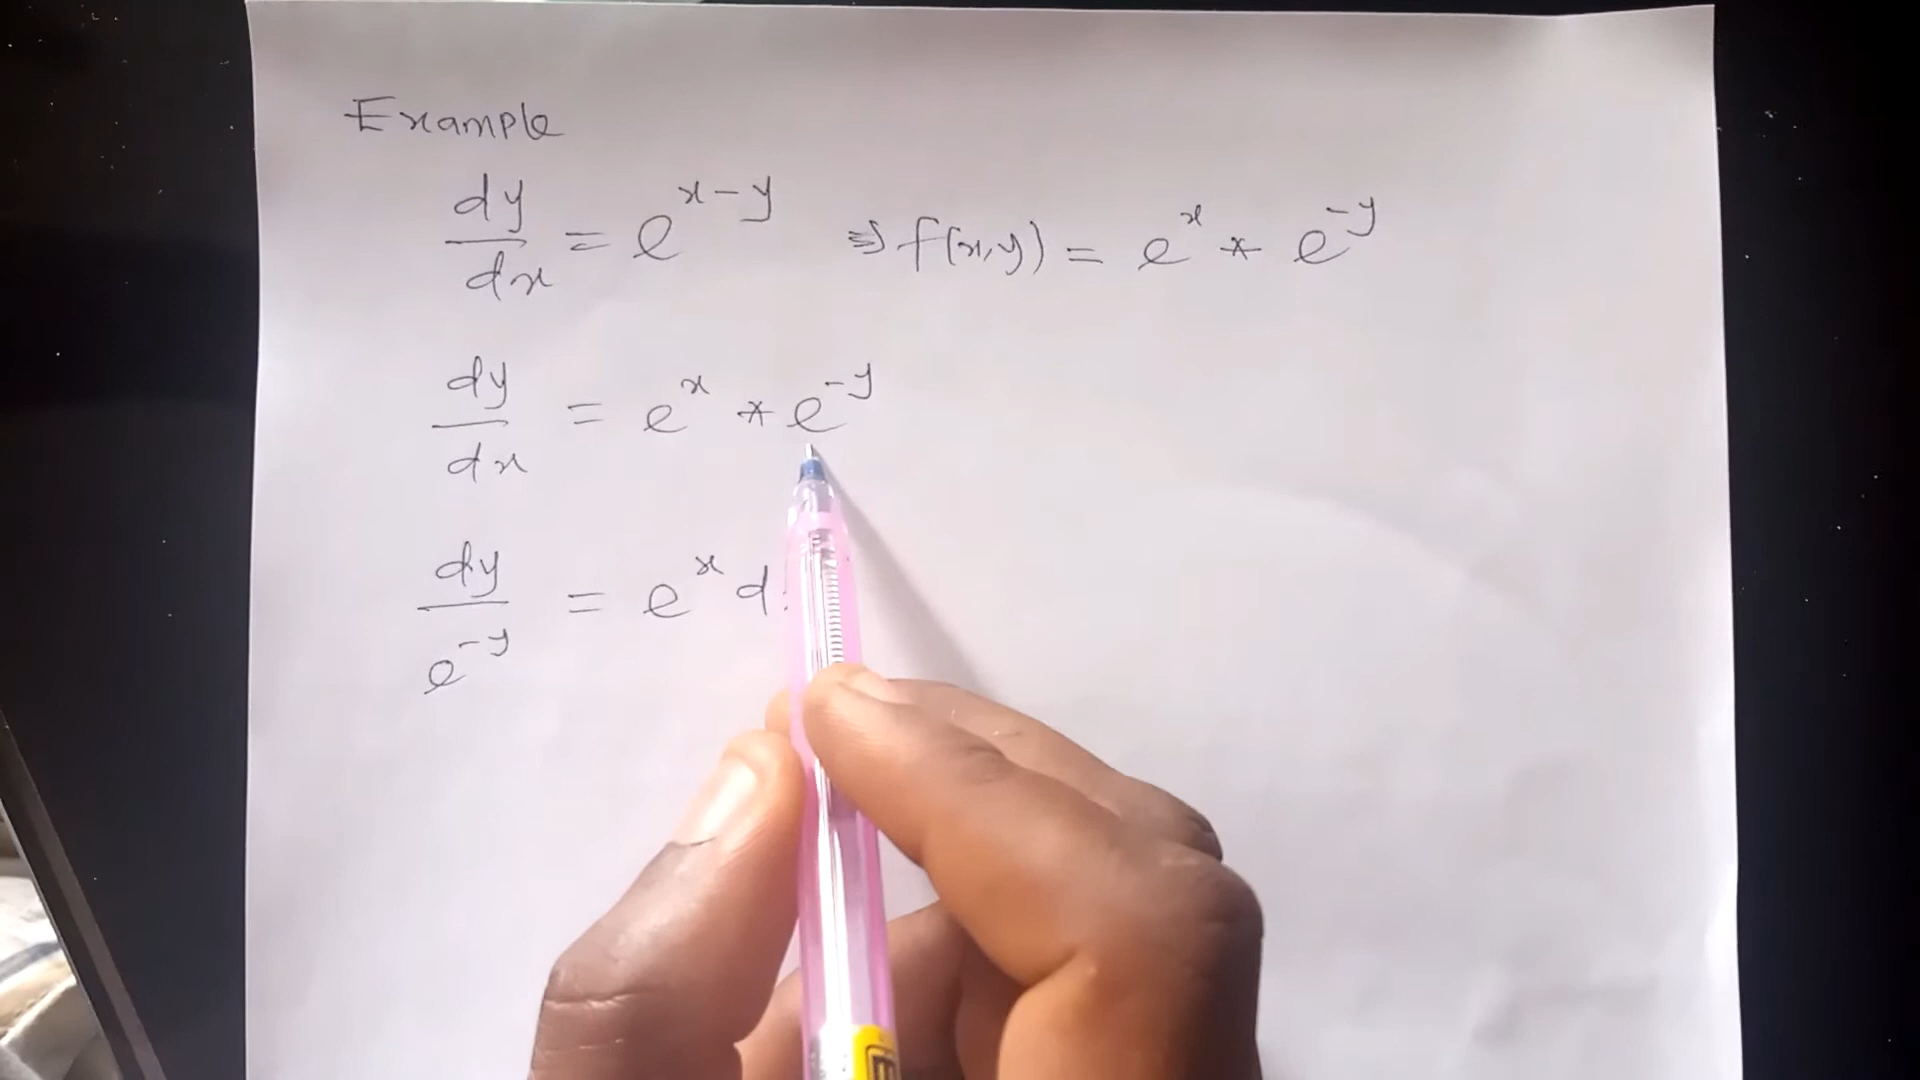 Example
dy/dx = e^(x-y) ⇒ f(x,y) = e^x * e^(-y)
dy/dx = e^x * e^(-y)
dy/e^(-y) = e^x d